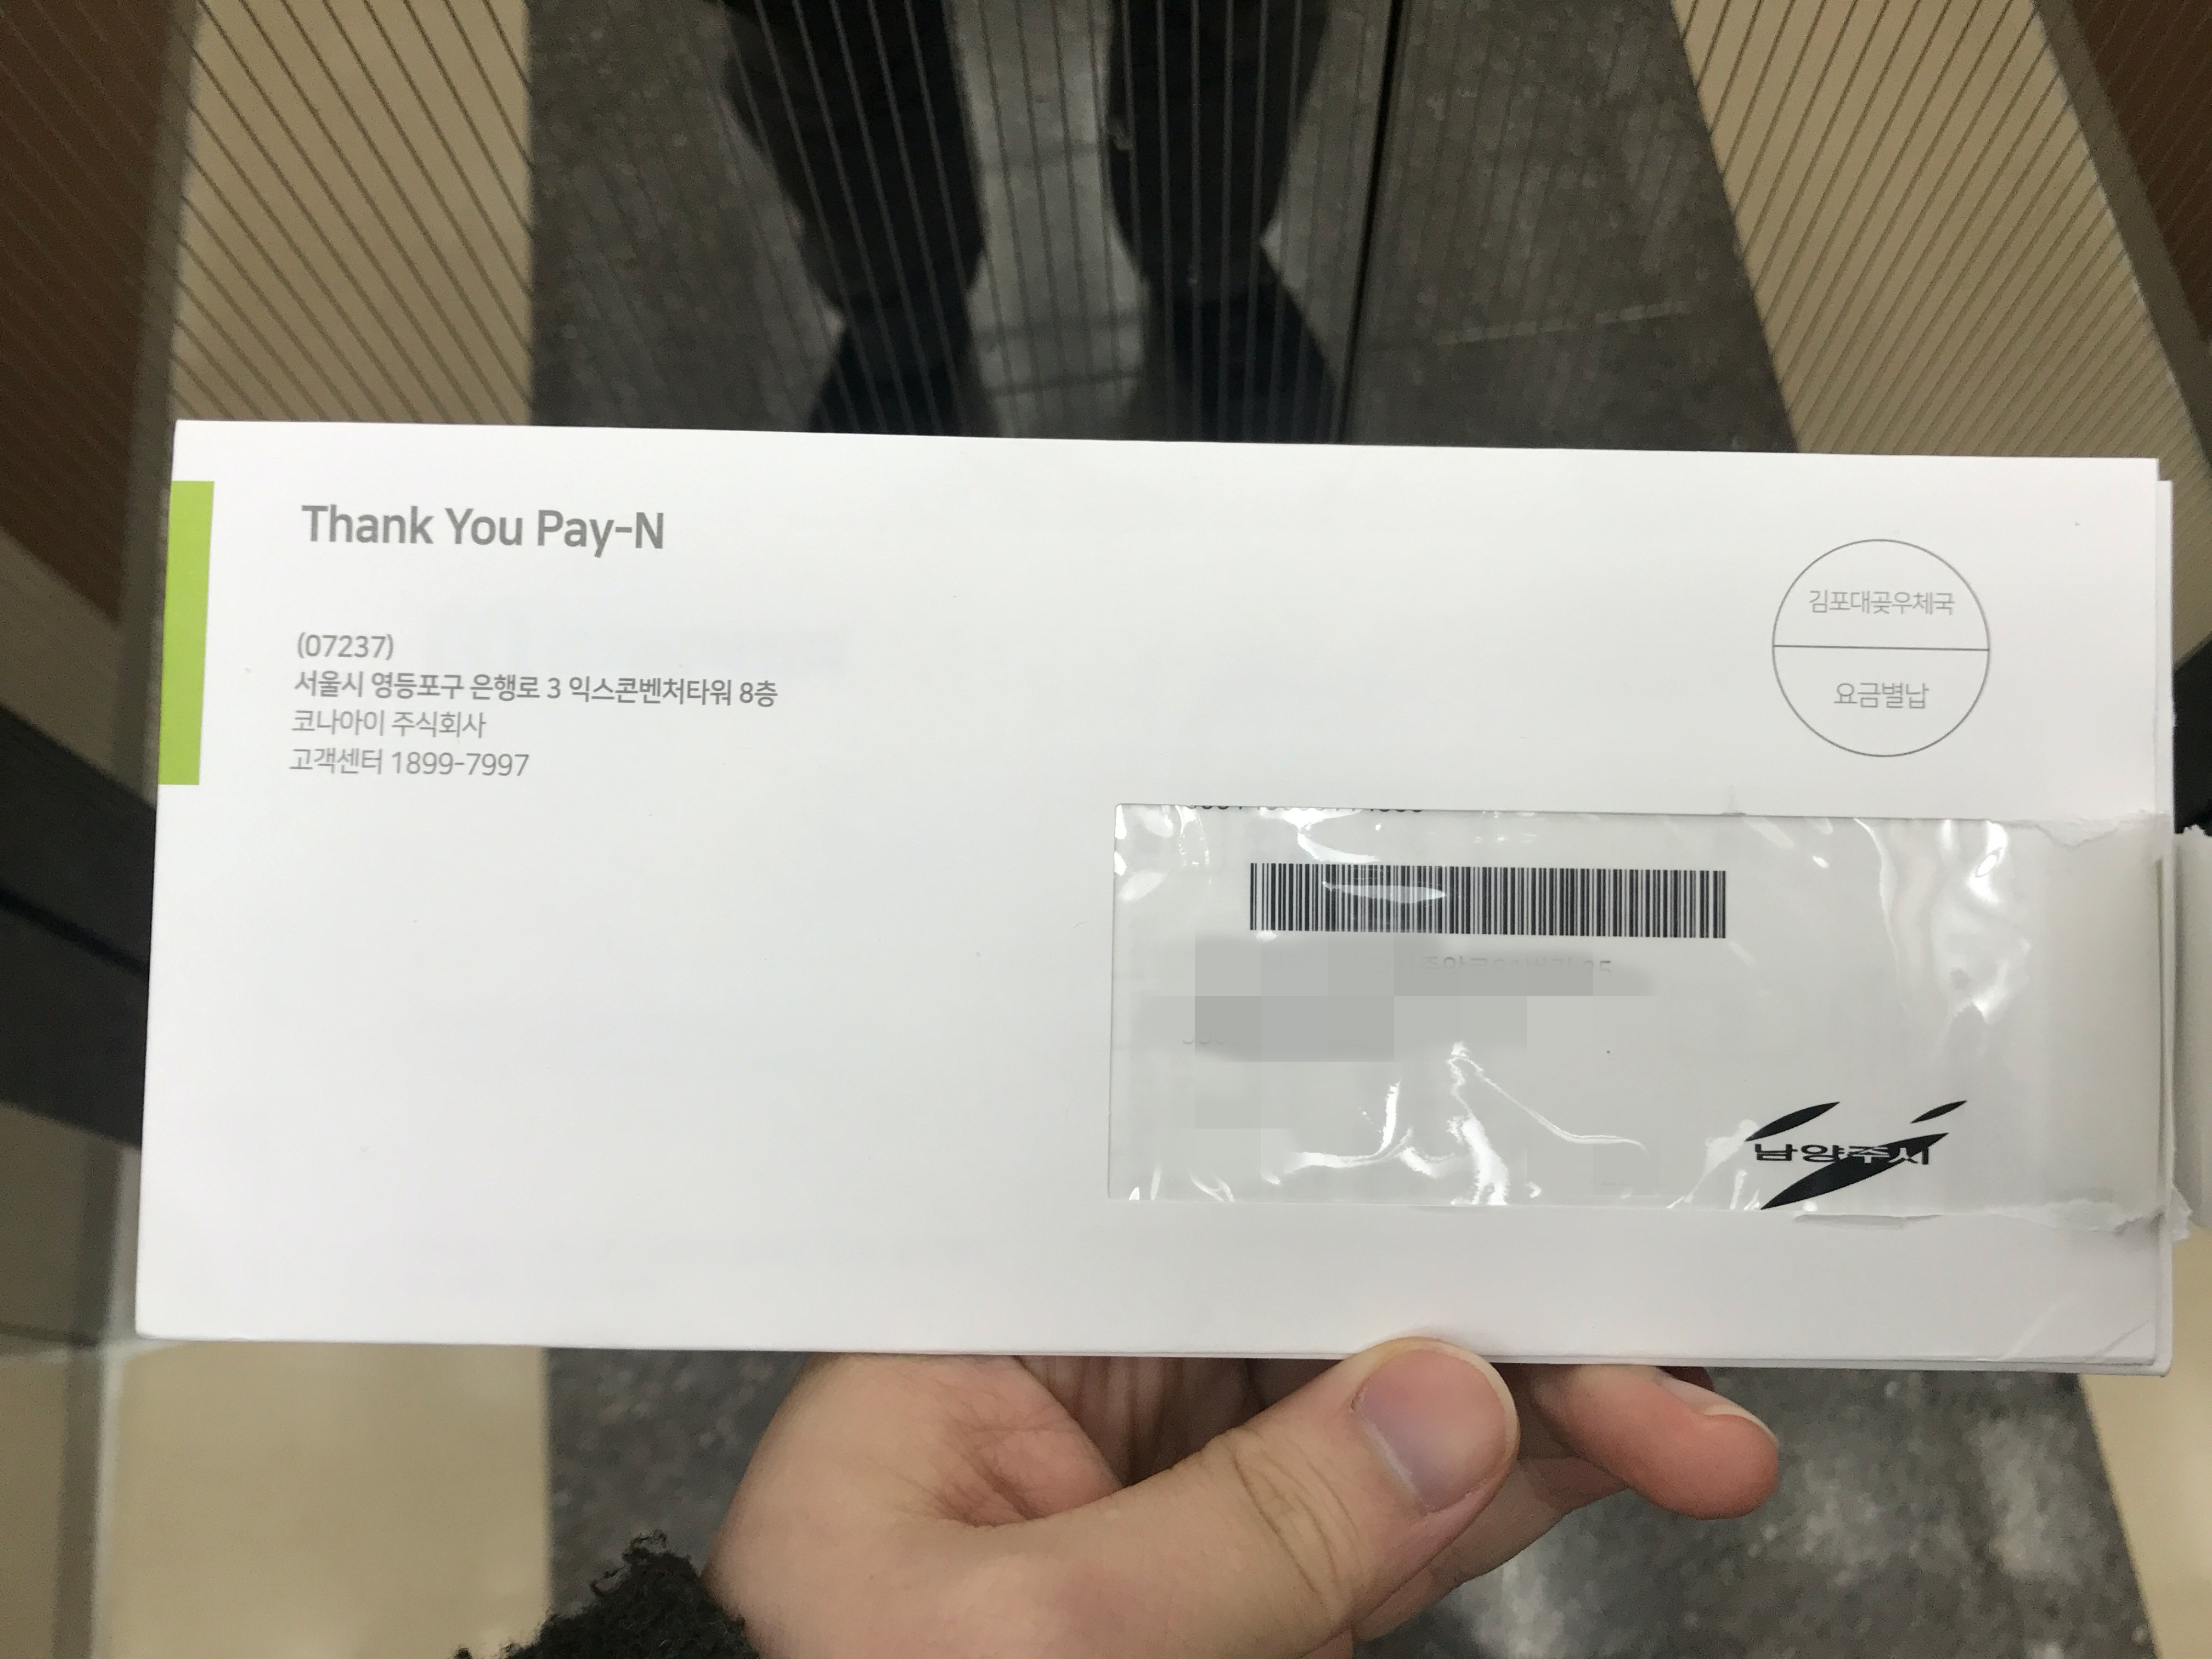 Thank You Pay-N
(07237)
서울시 영등포구 은행로 3 익스콘벤처타워 8층
코나아이 주식회사
고객센터 1899-7997
김포대곶우체국
요금별납
남양주시